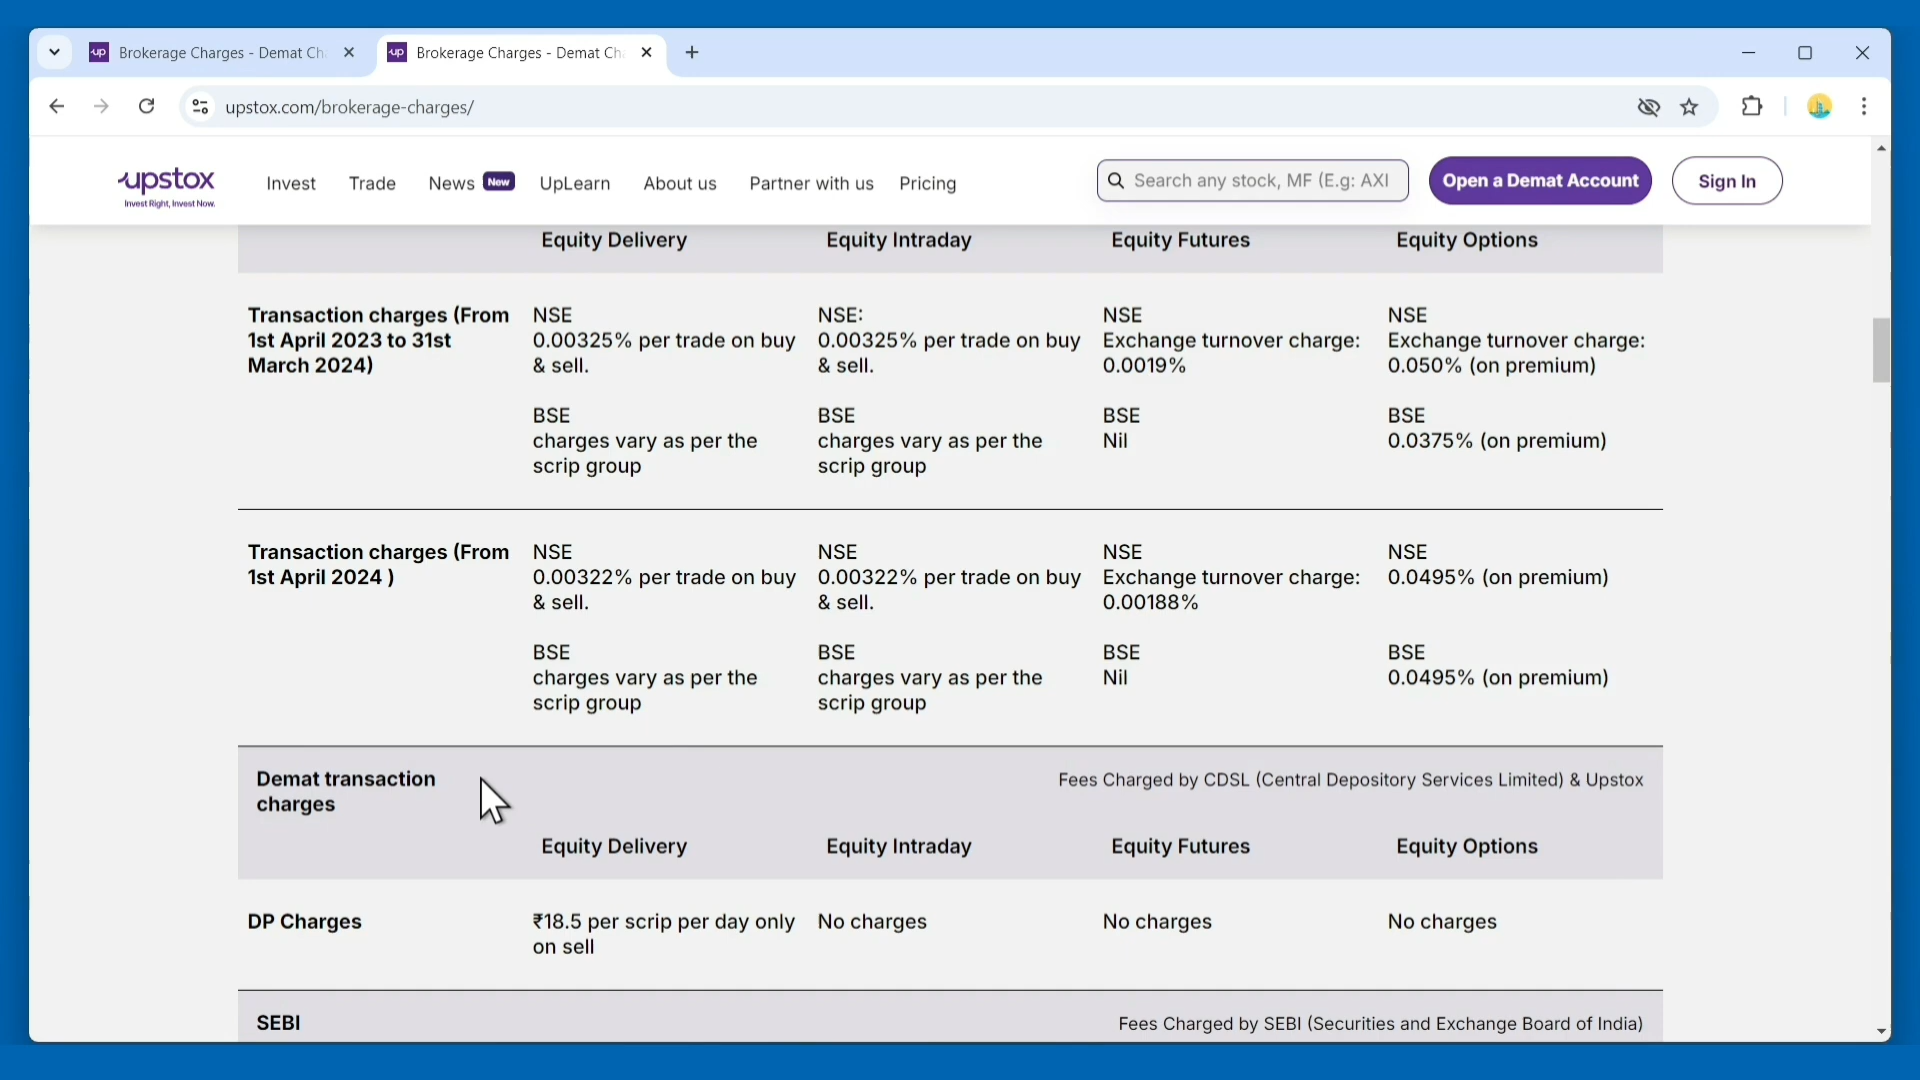 Brokerage Charges - Demat Ch
Brokerage Charges - Demat Ch
upstox.com/brokerage-charges/
upstox
Invest Right, Invest Now.
Invest
Trade
News New
UpLearn
About us
Partner with us
Pricing
Search any stock, MF (E.g: AXI
Open a Demat Account
Sign In
Equity Delivery
Equity Intraday
Equity Futures
Equity Options
Transaction charges (From
1st April 2023 to 31st
March 2024)
NSE
0.00325% per trade on buy
& sell.
BSE
charges vary as per the
scrip group
NSE:
0.00325% per trade on buy
& sell.
BSE
charges vary as per the
scrip group
NSE
Exchange turnover charge:
0.0019%
BSE
Nil
NSE
Exchange turnover charge:
0.050% (on premium)
BSE
0.0375% (on premium)
Transaction charges (From
1st April 2024 )
NSE
0.00322% per trade on buy
& sell.
BSE
charges vary as per the
scrip group
NSE
0.00322% per trade on buy
& sell.
BSE
charges vary as per the
scrip group
NSE
Exchange turnover charge:
0.00188%
BSE
Nil
NSE
0.0495% (on premium)
BSE
0.0495% (on premium)
Demat transaction
charges
Fees Charged by CDSL (Central Depository Services Limited) & Upstox
Equity Delivery
Equity Intraday
Equity Futures
Equity Options
DP Charges
₹18.5 per scrip per day only
on sell
No charges
No charges
No charges
SEBI
Fees Charged by SEBI (Securities and Exchange Board of India)